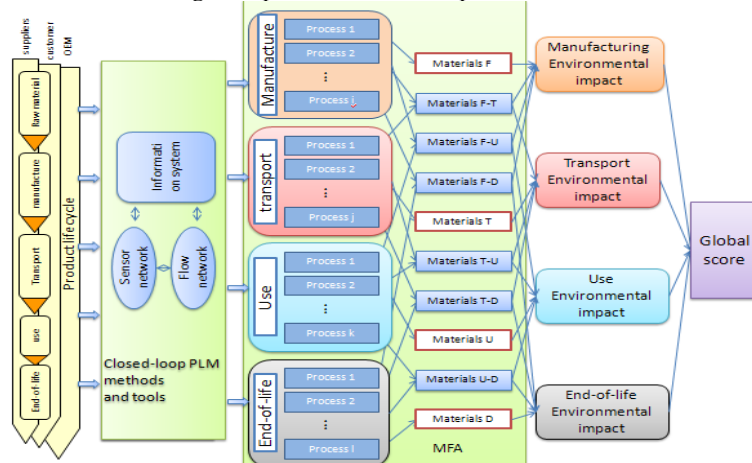 suppliers
customer
OEM
Raw material
manufacture
Transport
use
End-of-life
Product lifecycle
Informati
on system
Sensor
network
Flow
network
Closed-loop PLM
methods
and tools
Manufacture
Process 1
Process 2
⋮
Process i
transport
Process 1
Process 2
⋮
Process j
Use
Process 1
Process 2
⋮
Process k
End-of-life
Process 1
Process 2
⋮
Process l
Materials F
Materials F-T
Materials F-U
Materials F-D
Materials T
Materials T-U
Materials T-D
Materials U
Materials U-D
Materials D
MFA
Manufacturing
Environmental
impact
Transport
Environmental
impact
Use
Environmental
impact
End-of-life
Environmental
impact
Global
score